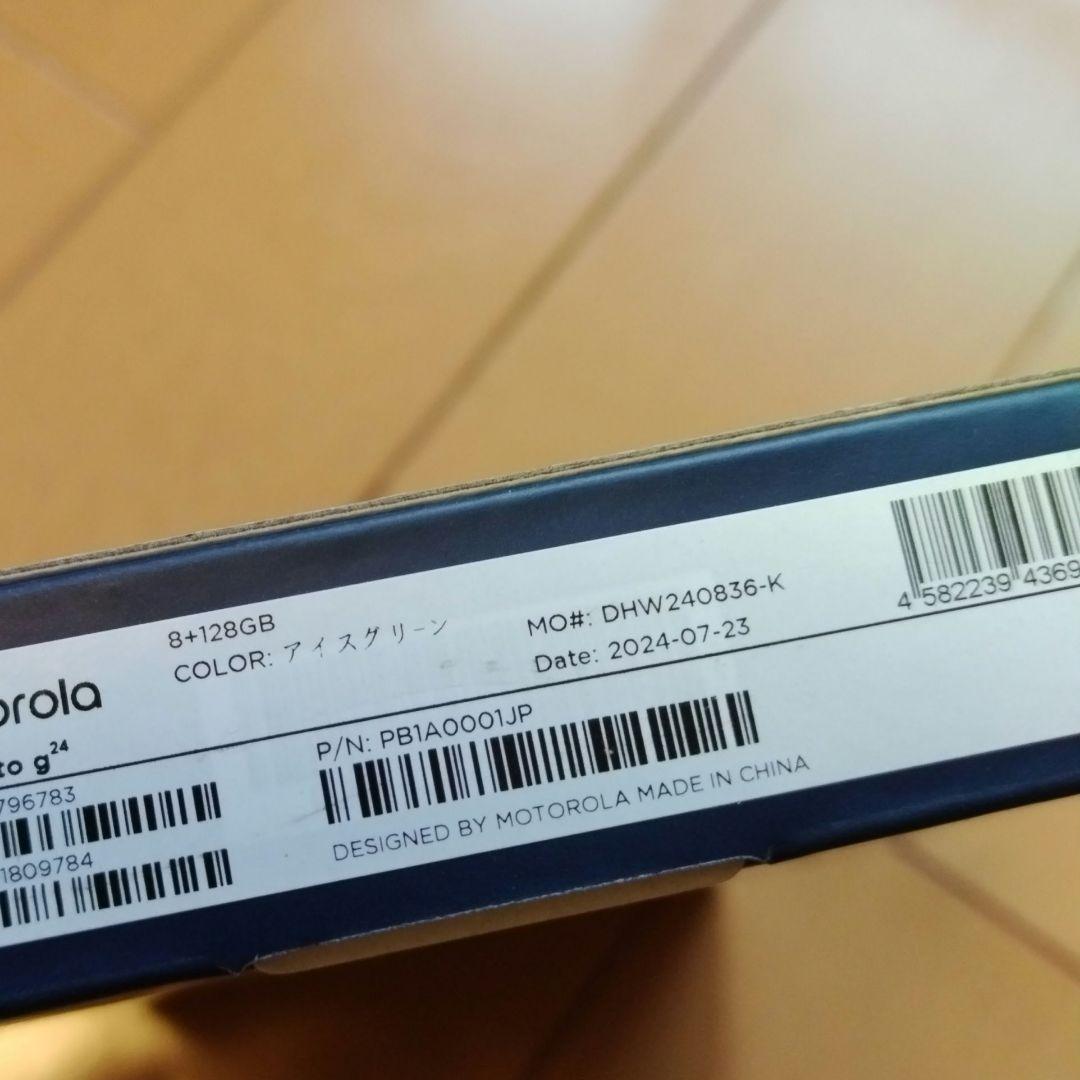 orola
to g24
8+128GB
COLOR: アイスグリーン
MO#: DHW240836-K
Date: 2024-07-23
4 582239 4369
796783
1809784
P/N: PB1A0001JP
DESIGNED BY MOTOROLA MADE IN CHINA